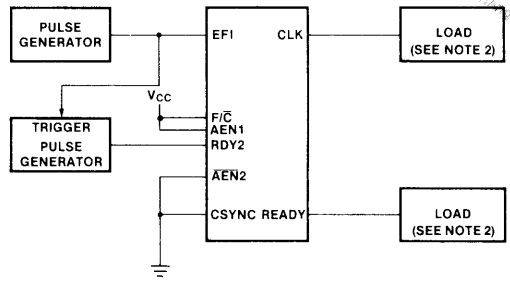 PULSE
GENERATOR
EFI
CLK
LOAD
(SEE NOTE 2)
VCC
TRIGGER
PULSE
GENERATOR
F/C̅
AEN1
RDY2
A̅E̅N̅2
CSYNC READY
LOAD
(SEE NOTE 2)